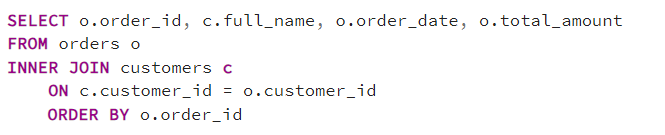 SELECT o.order_id, c.full_name, o.order_date, o.total_amount
FROM orders o
INNER JOIN customers c
    ON c.customer_id = o.customer_id
    ORDER BY o.order_id